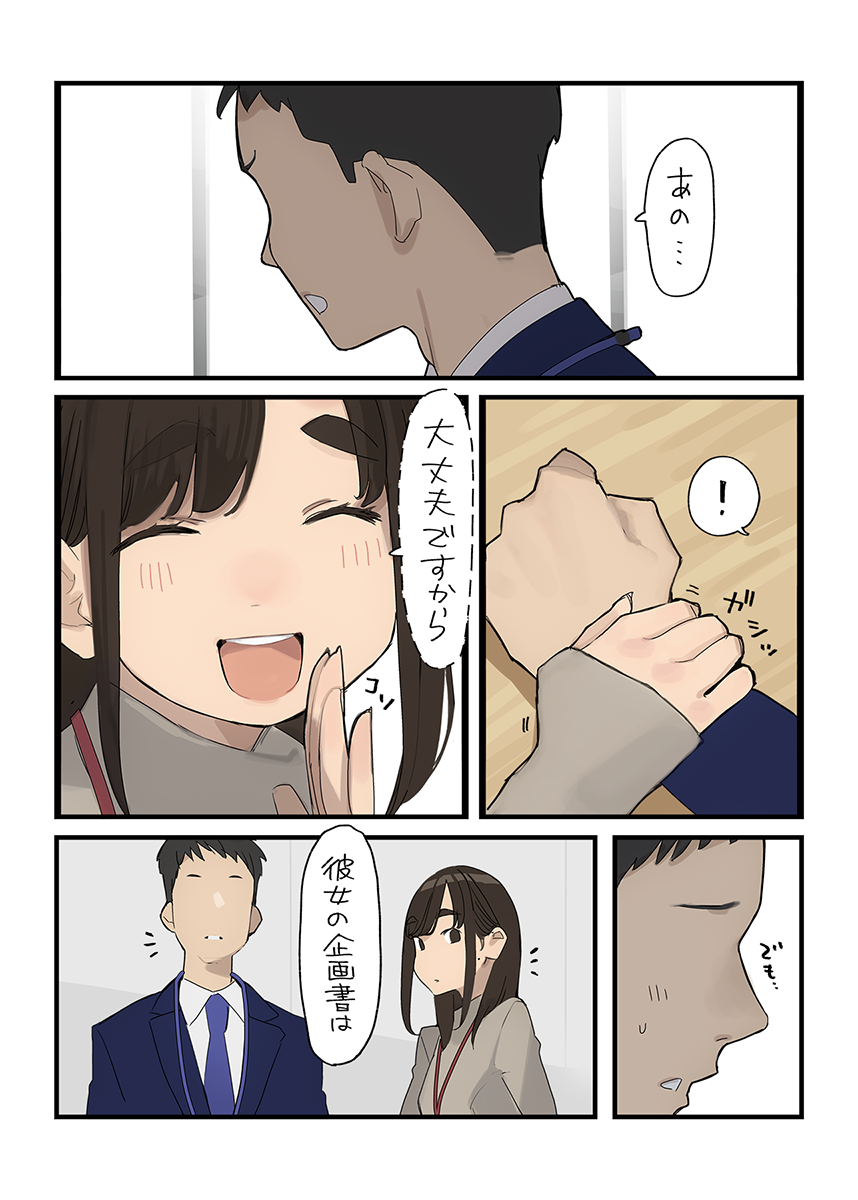 あの…
！
ガシッ
大丈夫ですから
コソ
でも‥
彼女の企画書は